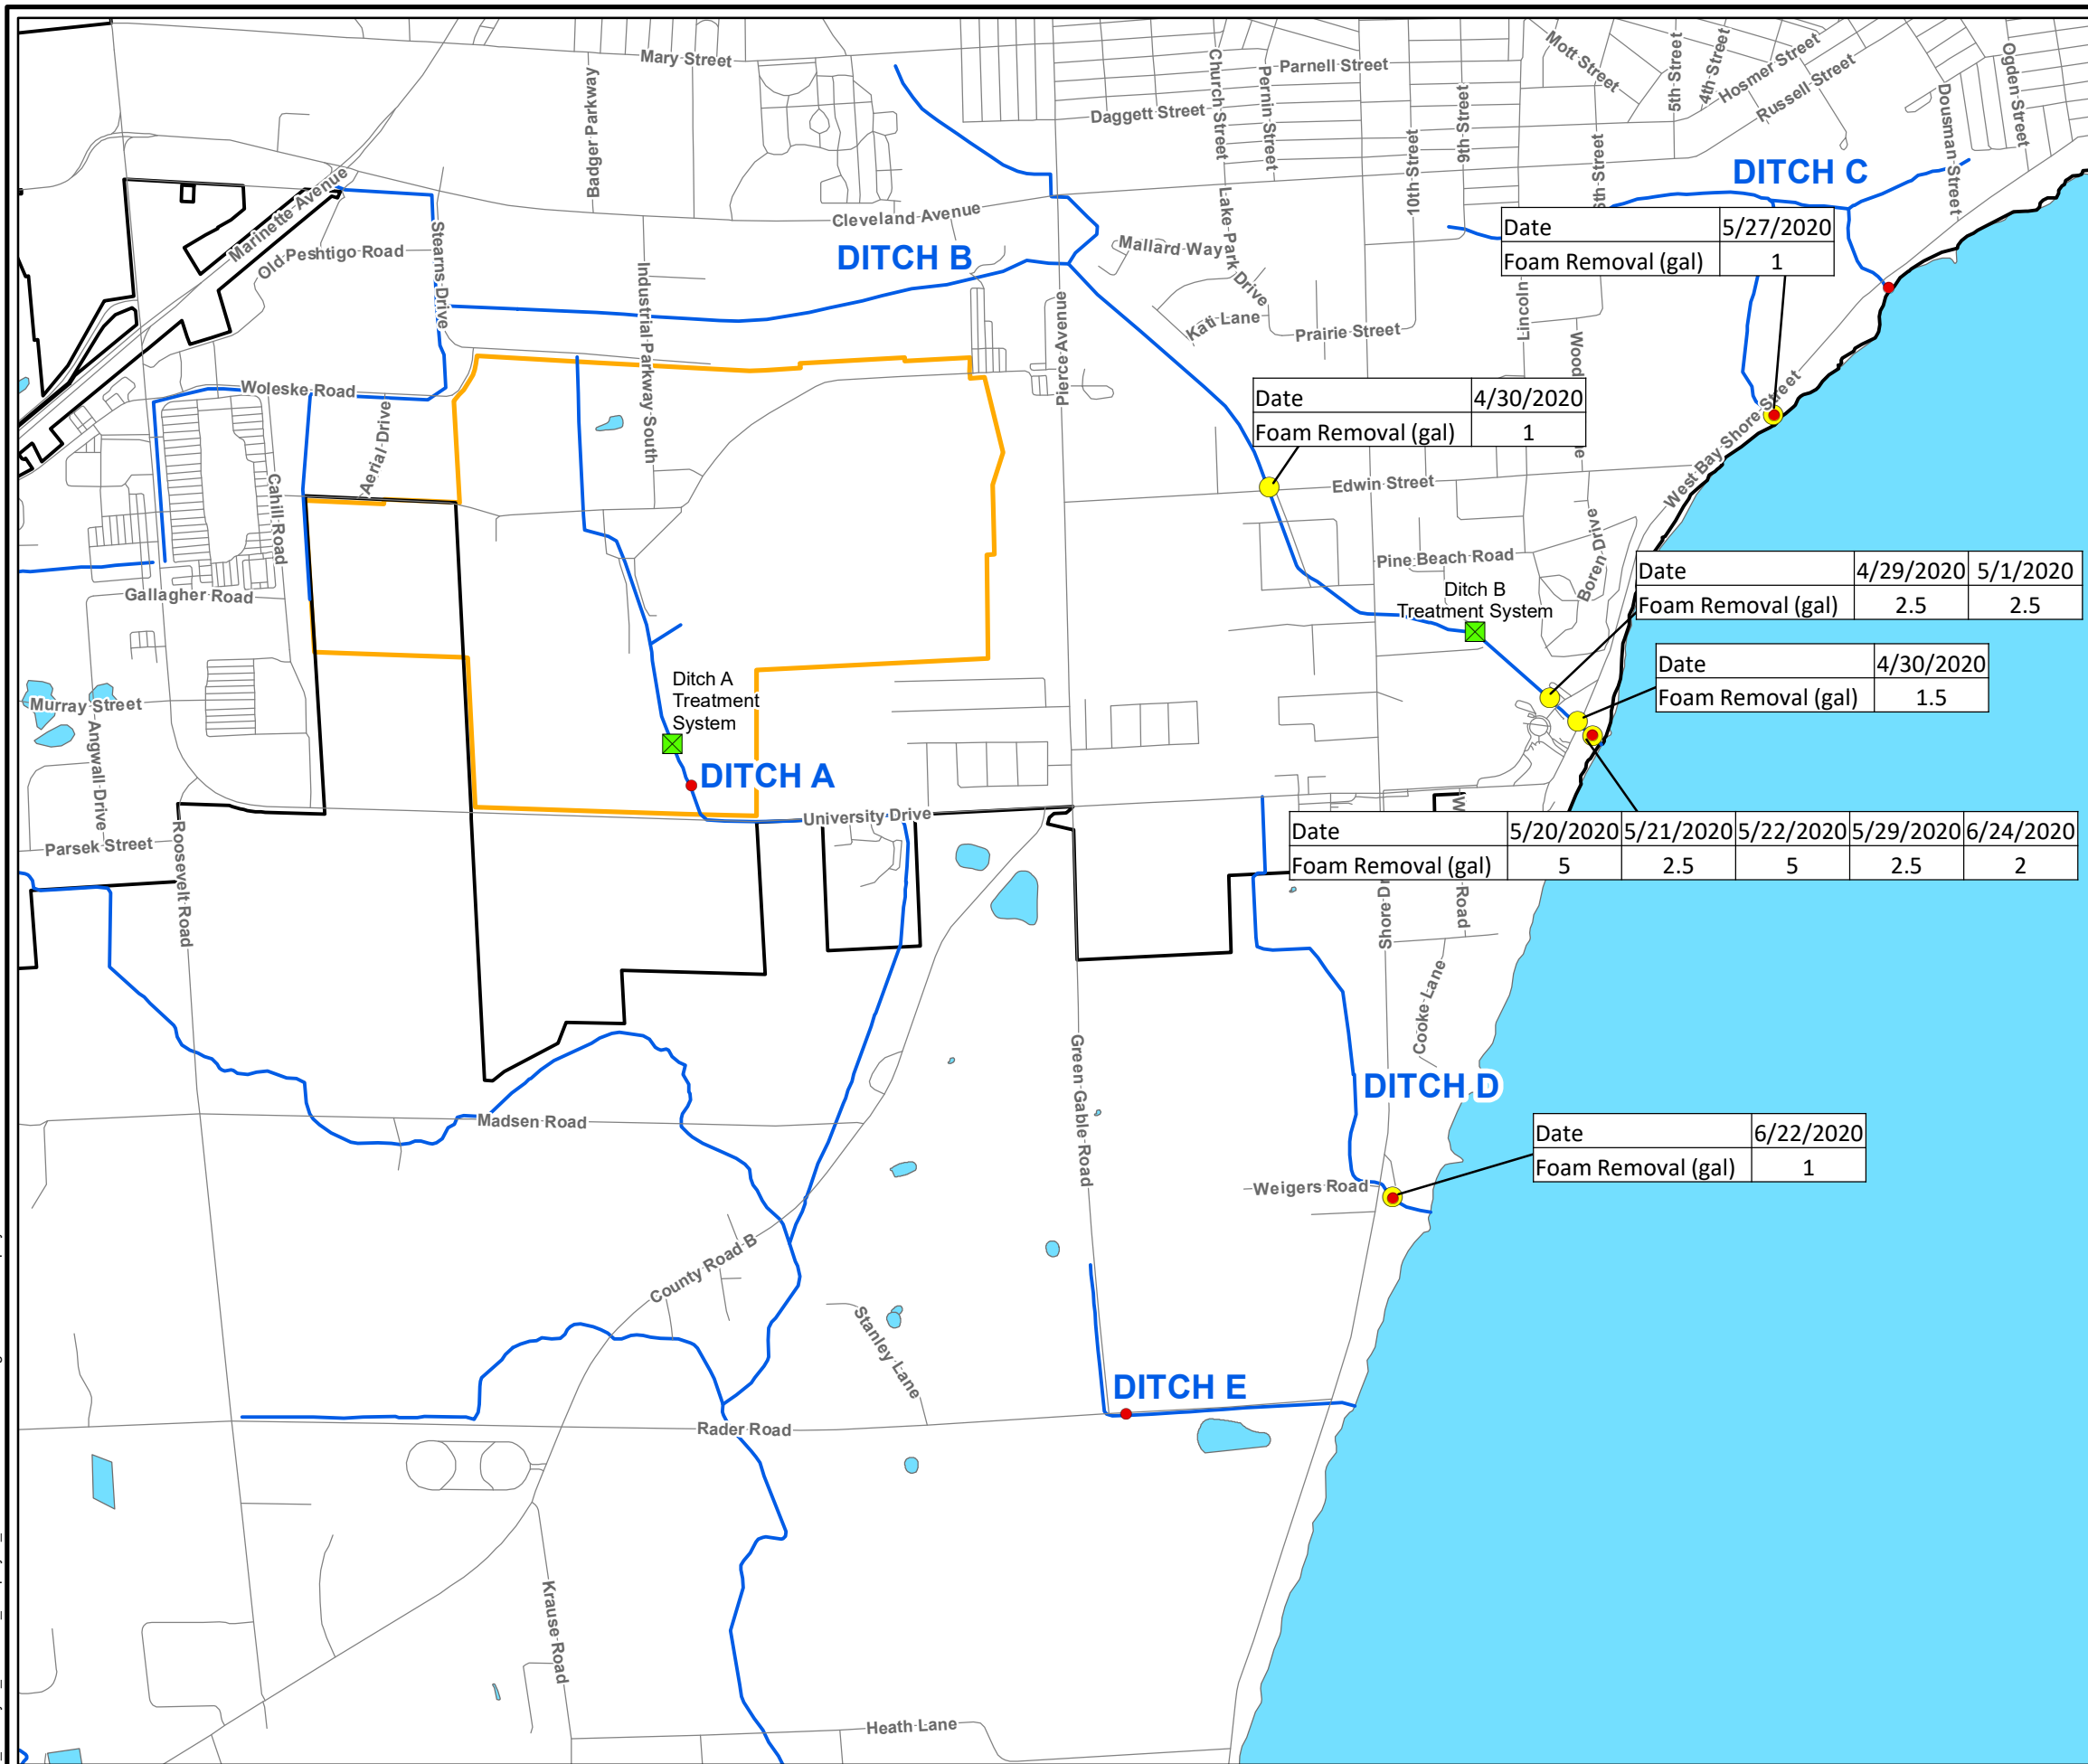 Mary Street
Badger Parkway
Parnell Street
Daggett Street
Church Street
Pernin Street
9th Street
10th Street
Mott Street
5th Street
4th Street
Hosmer Street
Russell Street
Dousman Street
Ogden Street
DITCH C
Marinette Avenue
Old Peshtigo Road
Stearns Drive
Cleveland Avenue
DITCH B
Industrial Parkway South
Mallard Way
Lake Park Drive
Kati Lane
Prairie Street
Lincoln
Street
Wood
Pierce Avenue
Date 5/27/2020
Foam Removal (gal) 1
Date 4/30/2020
Foam Removal (gal) 1
West Bay Shore Street
Woleske Road
Aerial Drive
Cahill Road
Edwin Street
Pine Beach Road
Boren Drive
Gallagher Road
Ditch B
Treatment System
Date 4/29/2020 5/1/2020
Foam Removal (gal) 2.5 2.5
Date 4/30/2020
Foam Removal (gal) 1.5
Murray Street
Angwall Drive
Ditch A
Treatment
System
DITCH A
University Drive
Parsek Street
Roosevelt Road
Date 5/20/2020 5/21/2020 5/22/2020 5/29/2020 6/24/2020
Foam Removal (gal) 5 2.5 5 2.5 2
Shore D
Road
Cooke Lane
Green Gable Road
DITCH D
Madsen Road
Date 6/22/2020
Foam Removal (gal) 1
Weigers Road
County Road B
Stanley Lane
DITCH E
Rader Road
Krause Road
Heath Lane